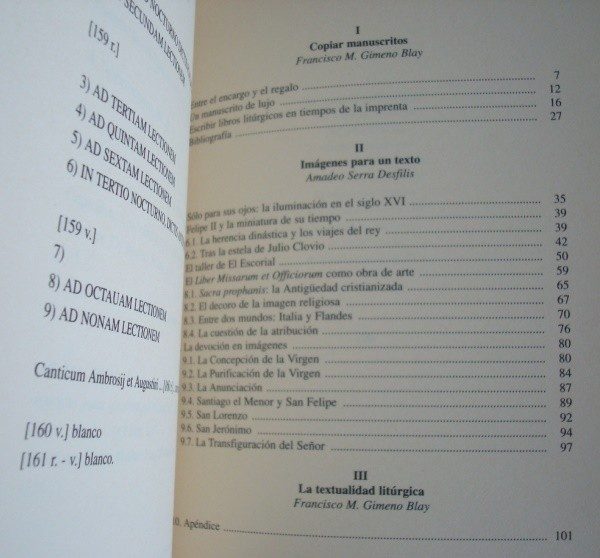 NOCTURNO
SECUNDAM LECTIONEM
[159 r.]
3) AD TERTIAM LECTIONEM
4) AD QUINTAM LECTIONEM
5) AD SEXTAM LECTIONEM
6) IN TERTIO NOCTURNO,
[159 v.]
7)
8) AD OCTAUAM LECTIONEM
9) AD NONAM LECTIONEM
Canticum Ambrosij et Augustini
[160 v.] blanco
[161 r. - v.] blanco.
I
Copiar manuscritos
Francisco M. Gimeno Blay
Entre el encargo y el regalo 7
Un manuscrito de lujo 12
Escribir libros litúrgicos en tiempos de la imprenta 16
Bibliografía 27
II
Imágenes para un texto
Amadeo Serra Desfilis
Sólo para sus ojos: la iluminación en el siglo XVI 35
Felipe II y la miniatura de su tiempo 39
6.1. La herencia dinástica y los viajes del rey 39
6.2. Tras la estela de Julio Clovio 42
El taller de El Escorial 50
El Liber Missarum et Officiorum como obra de arte 59
8.1. Sacra prophanis: la Antigüedad cristianizada 65
8.2. El decoro de la imagen religiosa 67
8.3. Entre dos mundos: Italia y Flandes 70
8.4. La cuestión de la atribución 76
La devoción en imágenes 80
9.1. La Concepción de la Virgen 80
9.2. La Purificación de la Virgen 84
9.3. La Anunciación 87
9.4. Santiago el Menor y San Felipe 89
9.5. San Lorenzo 92
9.6. San Jerónimo 94
9.7. La Transfiguración del Señor 97
III
La textualidad litúrgica
Francisco M. Gimeno Blay
10. Apéndice 101